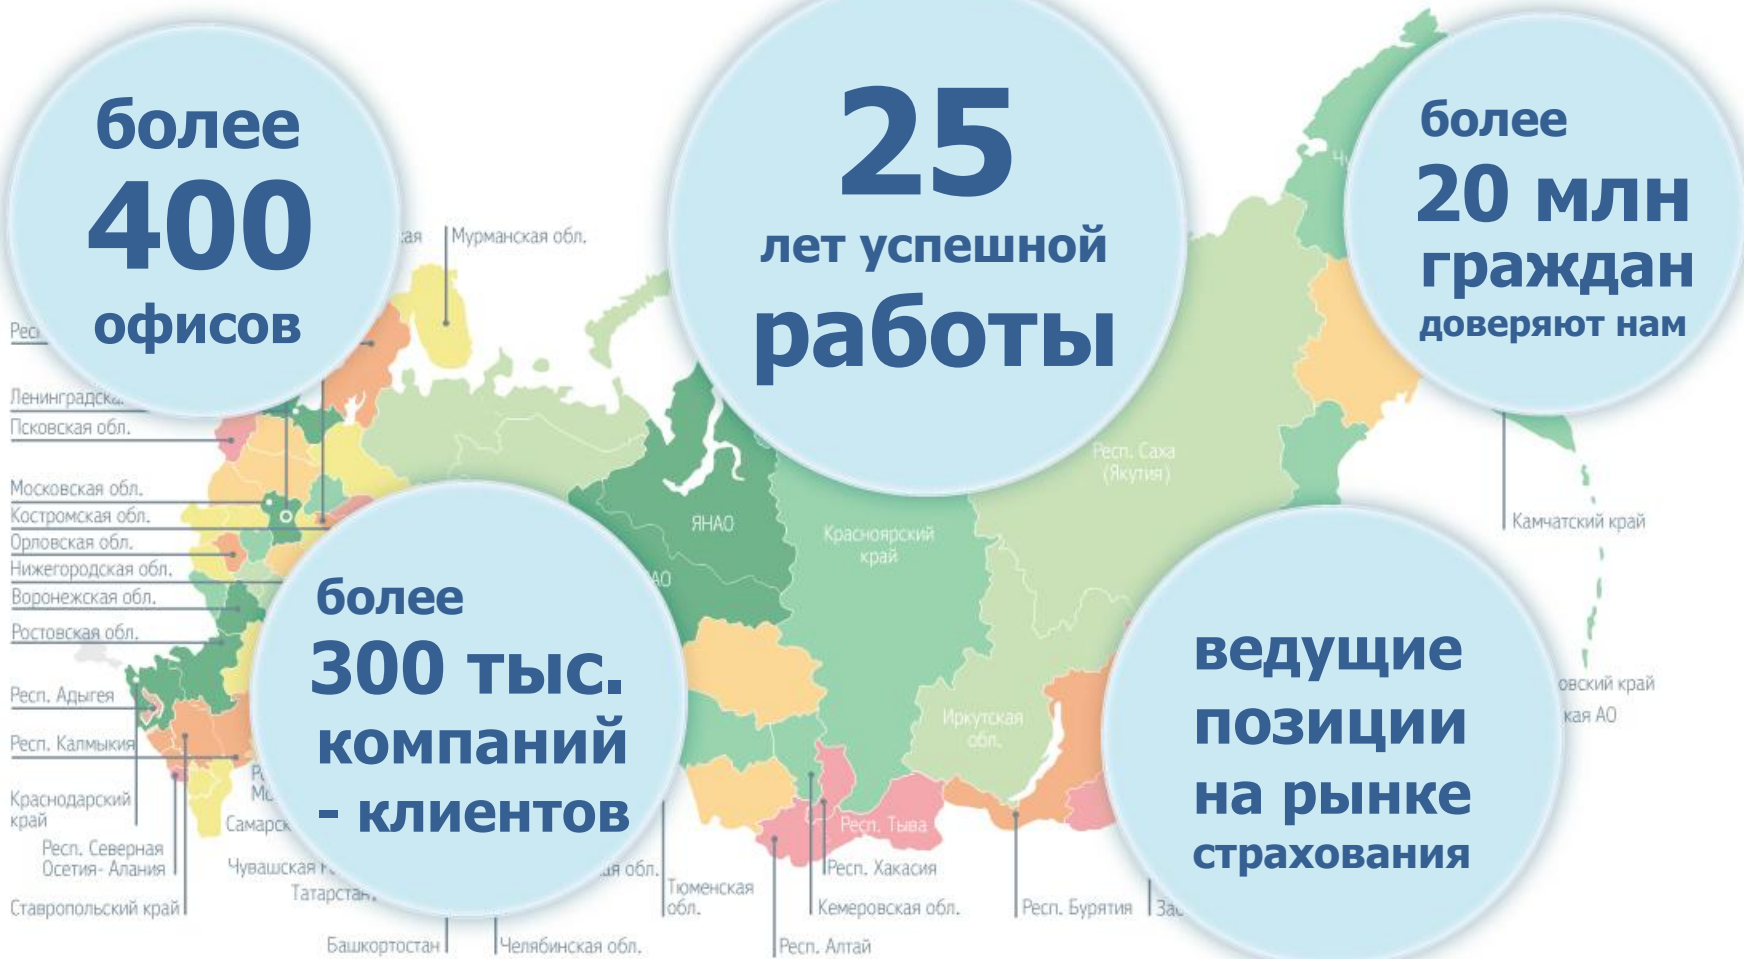 более
400
офисов
25
лет успешной
работы
более
20 млн
граждан
доверяют нам
более
300 тыс.
компаний
- клиентов
ведущие
позиции
на рынке
страхования
Мурманская обл.
Псковская обл.
Московская обл.
Костромская обл.
Орловская обл.
Нижегородская обл.
Воронежская обл.
Ростовская обл.
Респ. Адыгея
Респ. Калмыкия
Краснодарский
край
Респ. Северная
Осетия- Алания
Ставропольский край
Чувашская
Татарстан
Башкортостан
Челябинская обл.
обл.
Тюменская
обл.
Респ. Алтай
Кемеровская обл.
Респ. Хакасия
Респ. Тыва
Респ. Бурятия
ЯНАО
Красноярский
край
Иркутская
обл.
Респ. Саха
(Якутия)
Камчатский край
край
АО